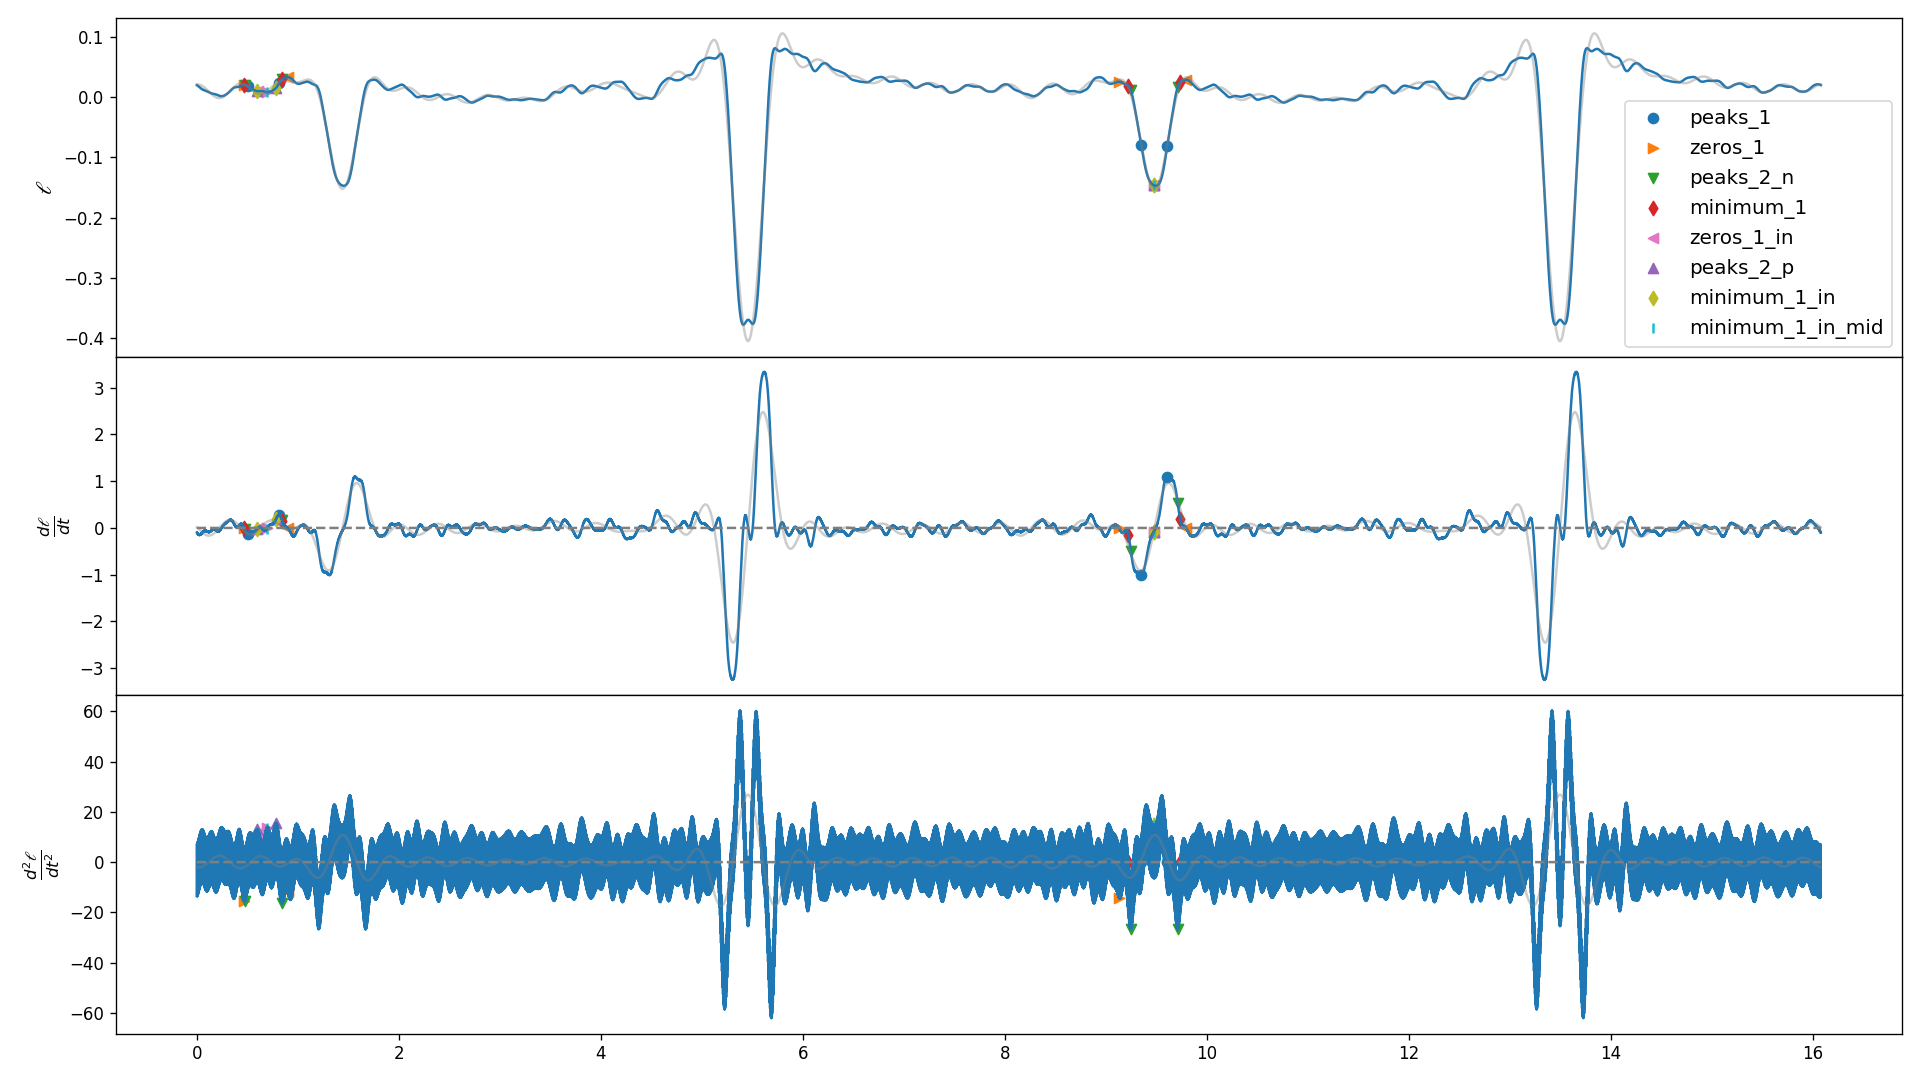 0.1
0.0
−0.1
−0.2
−0.3
−0.4
ℓ
peaks_1
zeros_1
peaks_2_n
minimum_1
zeros_1_in
peaks_2_p
minimum_1_in
minimum_1_in_mid
3
2
1
0
−1
−2
−3
dℓ
dt
60
40
20
0
−20
−40
−60
d²ℓ
dt²
0 2 4 6 8 10 12 14 16